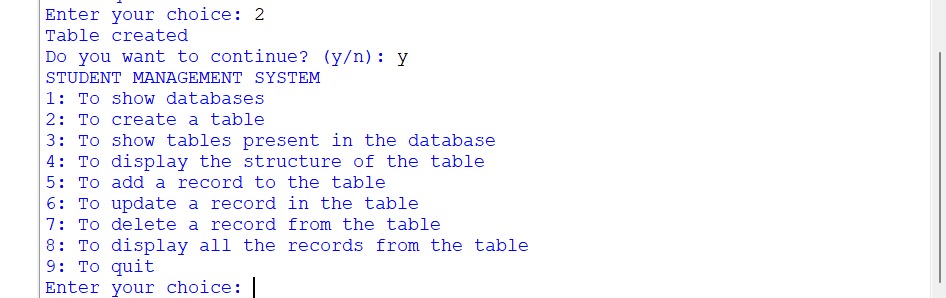 Enter your choice: 2
Table created
Do you want to continue? (y/n): y
STUDENT MANAGEMENT SYSTEM
1: To show databases
2: To create a table
3: To show tables present in the database
4: To display the structure of the table
5: To add a record to the table
6: To update a record in the table
7: To delete a record from the table
8: To display all the records from the table
9: To quit
Enter your choice: